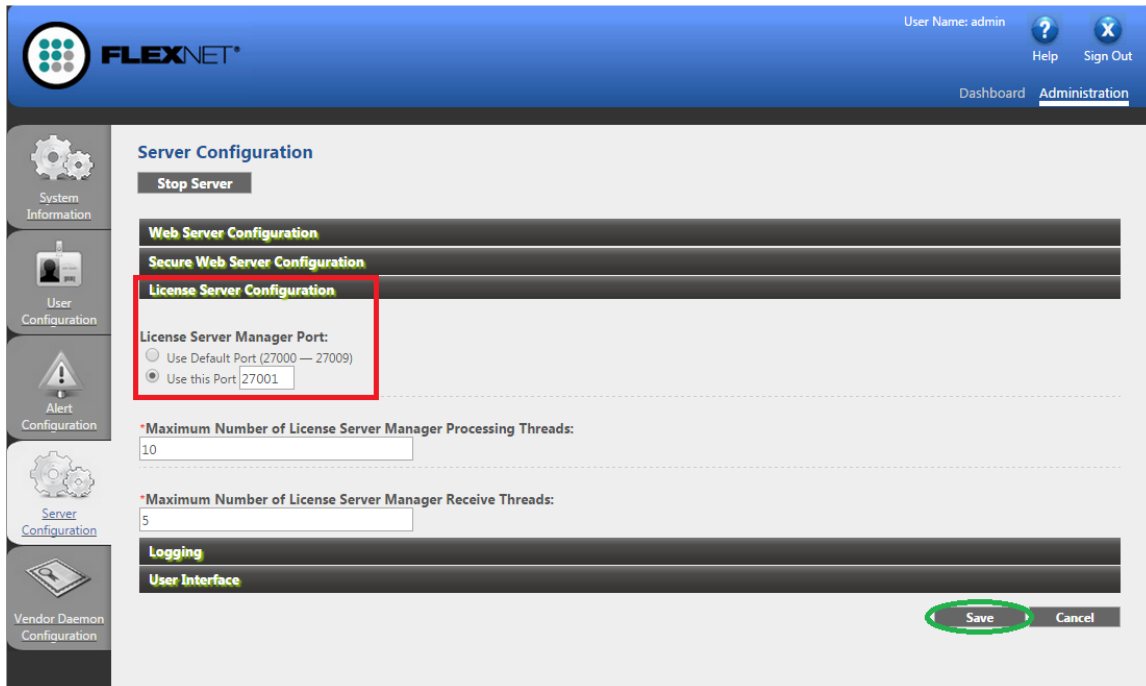 User Name: admin
?
X
Help
Sign Out
FLEXNET®
Dashboard
Administration
System
Information
User
Configuration
Alert
Configuration
Server
Configuration
Vendor Daemon
Configuration
Server Configuration
Stop Server
Web Server Configuration
Secure Web Server Configuration
License Server Configuration
License Server Manager Port:
Use Default Port (27000 — 27009)
Use this Port 27001
*Maximum Number of License Server Manager Processing Threads:
10
*Maximum Number of License Server Manager Receive Threads:
5
Logging
User Interface
Save
Cancel